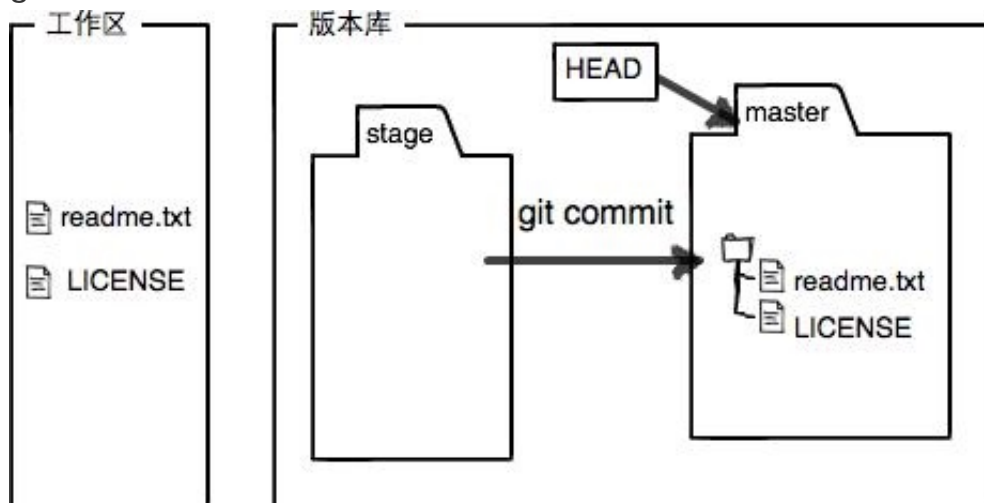 工作区
readme.txt
LICENSE
版本库
stage
git commit
HEAD
master
readme.txt
LICENSE